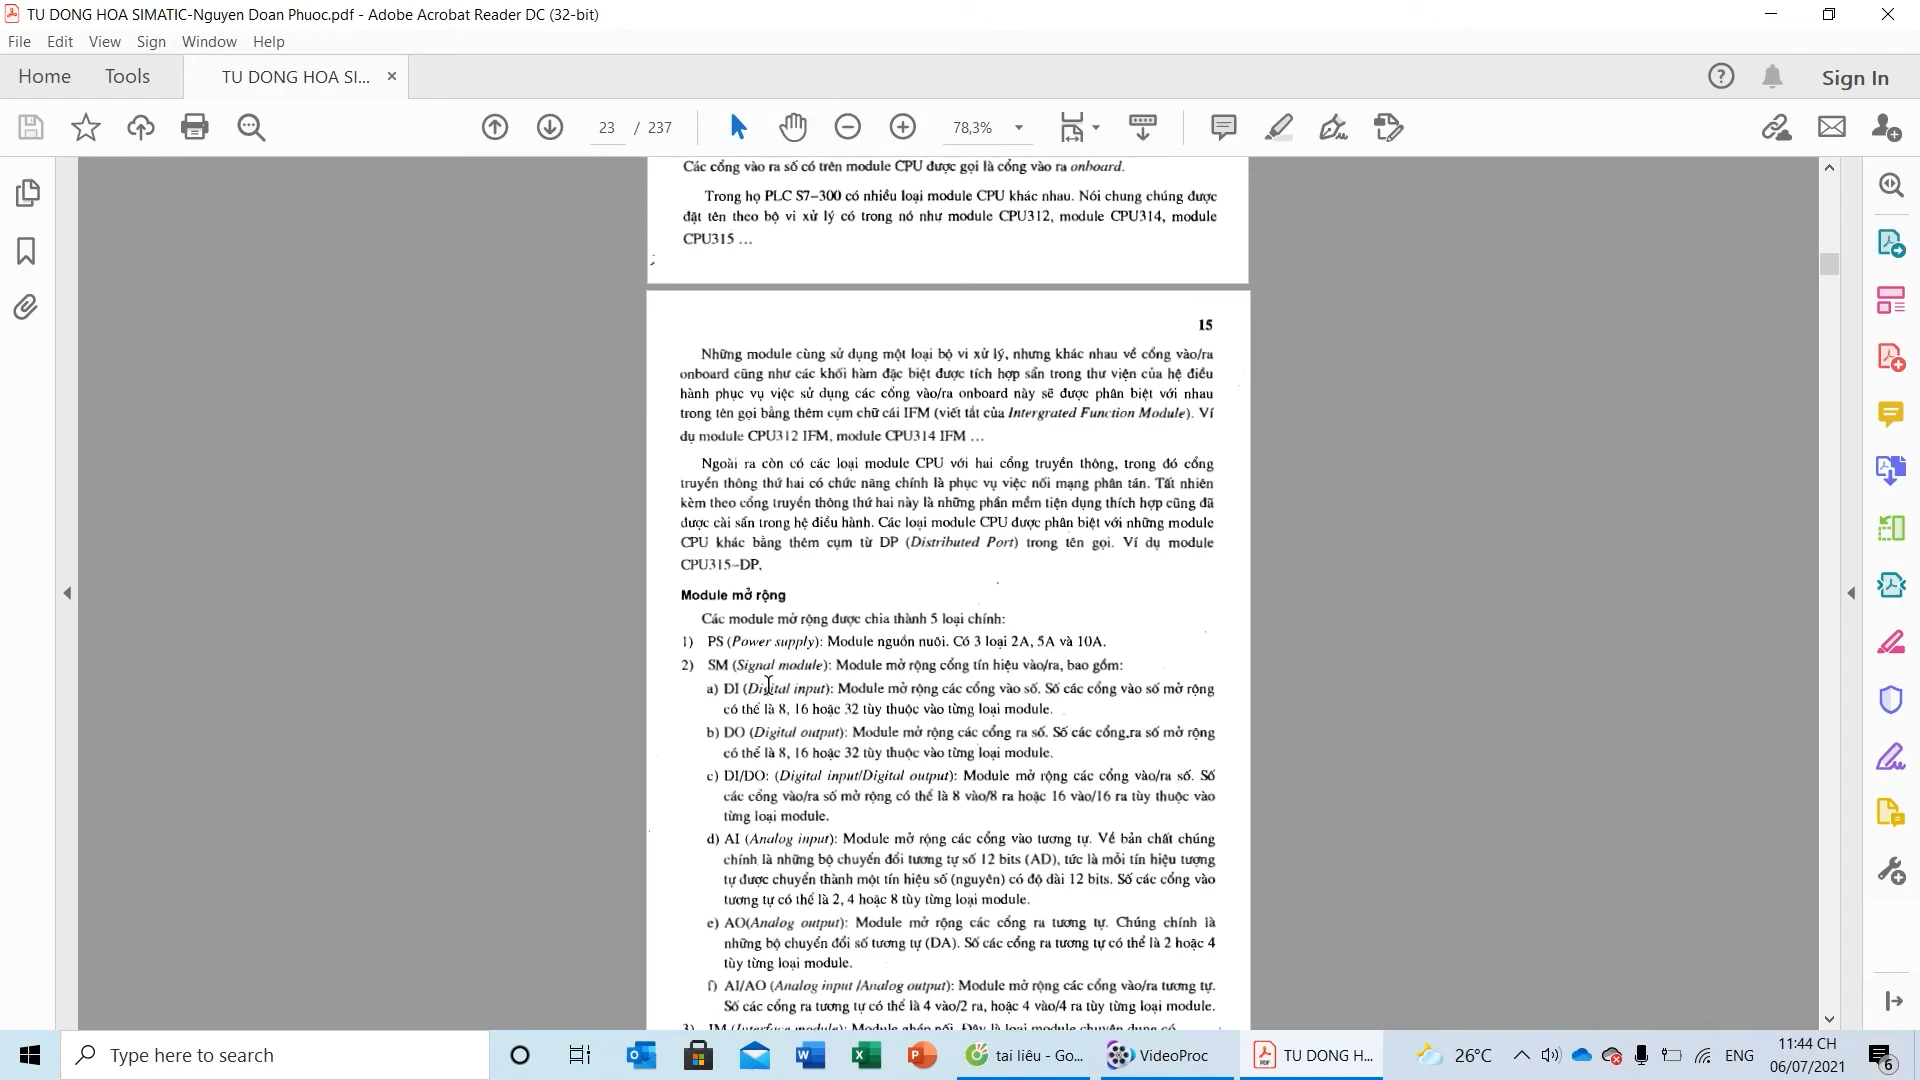 TU DONG HOA SIMATIC-Nguyen Doan Phuoc.pdf - Adobe Acrobat Reader DC (32-bit)
File Edit View Sign Window Help
Home Tools TU DONG HOA SI... × Sign In
23 / 237 78,3%
Các cổng vào ra số có trên module CPU được gọi là cổng vào ra onboard.
Trong họ PLC S7–300 có nhiều loại module CPU khác nhau. Nói chung chúng được
đặt tên theo bộ vi xử lý có trong nó như module CPU312, module CPU314, module
CPU315 ...
15
Những module cùng sử dụng một loại bộ vi xử lý, nhưng khác nhau về cổng vào/ra
onboard cũng như các khối hàm đặc biệt được tích hợp sẵn trong thư viện của hệ điều
hành phục vụ việc sử dụng các cổng vào/ra onboard này sẽ được phân biệt với nhau
trong tên gọi bằng thêm cụm chữ cái IFM (viết tắt của Intergrated Function Module). Ví
dụ module CPU312 IFM, module CPU314 IFM ...
Ngoài ra còn có các loại module CPU với hai cổng truyền thông, trong đó cổng
truyền thông thứ hai có chức năng chính là phục vụ việc nối mạng phân tán. Tất nhiên
kèm theo cổng truyền thông thứ hai này là những phần mềm tiện dụng thích hợp cũng đã
được cài sẵn trong hệ điều hành. Các loại module CPU được phân biệt với những module
CPU khác bằng thêm cụm từ DP (Distributed Port) trong tên gọi. Ví dụ module
CPU315–DP.
Module mở rộng
Các module mở rộng được chia thành 5 loại chính:
1) PS (Power supply): Module nguồn nuôi. Có 3 loại 2A, 5A và 10A.
2) SM (Signal module): Module mở rộng cổng tín hiệu vào/ra, bao gồm:
a) DI (Digital input): Module mở rộng các cổng vào số. Số các cổng vào số mở rộng
có thể là 8, 16 hoặc 32 tùy thuộc vào từng loại module.
b) DO (Digital output): Module mở rộng các cổng ra số. Số các cổng ra số mở rộng
có thể là 8, 16 hoặc 32 tùy thuộc vào từng loại module.
c) DI/DO: (Digital input/Digital output): Module mở rộng các cổng vào/ra số. Số
các cổng vào/ra số mở rộng có thể là 8 vào/8 ra hoặc 16 vào/16 ra tùy thuộc vào
từng loại module.
d) AI (Analog input): Module mở rộng các cổng vào tương tự. Về bản chất chúng
chính là những bộ chuyển đổi tương tự số 12 bits (AD), tức là mỗi tín hiệu tượng
tự được chuyển thành một tín hiệu số (nguyên) có độ dài 12 bits. Số các cổng vào
tương tự có thể là 2, 4 hoặc 8 tùy từng loại module.
e) AO(Analog output): Module mở rộng các cổng ra tương tự. Chúng chính là
những bộ chuyển đổi số tương tự (DA). Số các cổng ra tương tự có thể là 2 hoặc 4
tùy từng loại module.
f) AI/AO (Analog input /Analog output): Module mở rộng các cổng vào/ra tương tự.
Số các cổng ra tương tự có thể là 4 vào/2 ra, hoặc 4 vào/4 ra tùy từng loại module.
3) IM (Interface module): Module ghép nối. Đây là loại module chuyên dụng có
Type here to search tai liêu - Go... VideoProc TU DONG H... 26°C ENG 11:44 CH
06/07/2021 6